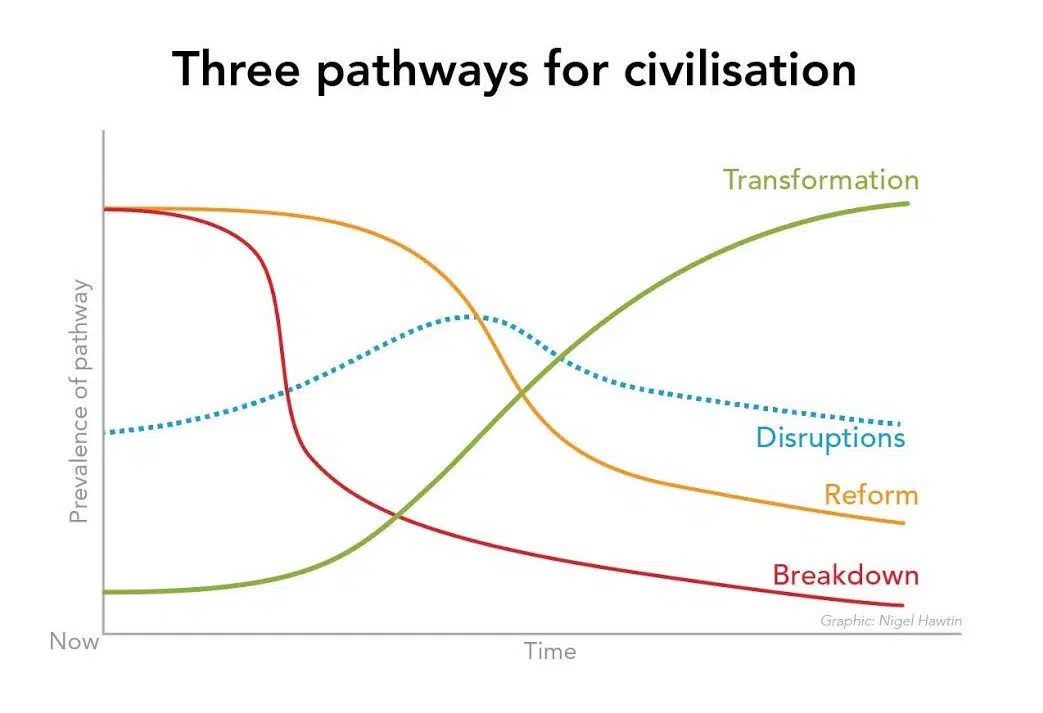 Three pathways for civilisation
Transformation
Prevalence of pathway
Disruptions
Reform
Breakdown
Graphic: Nigel Hawtin
Now
Time